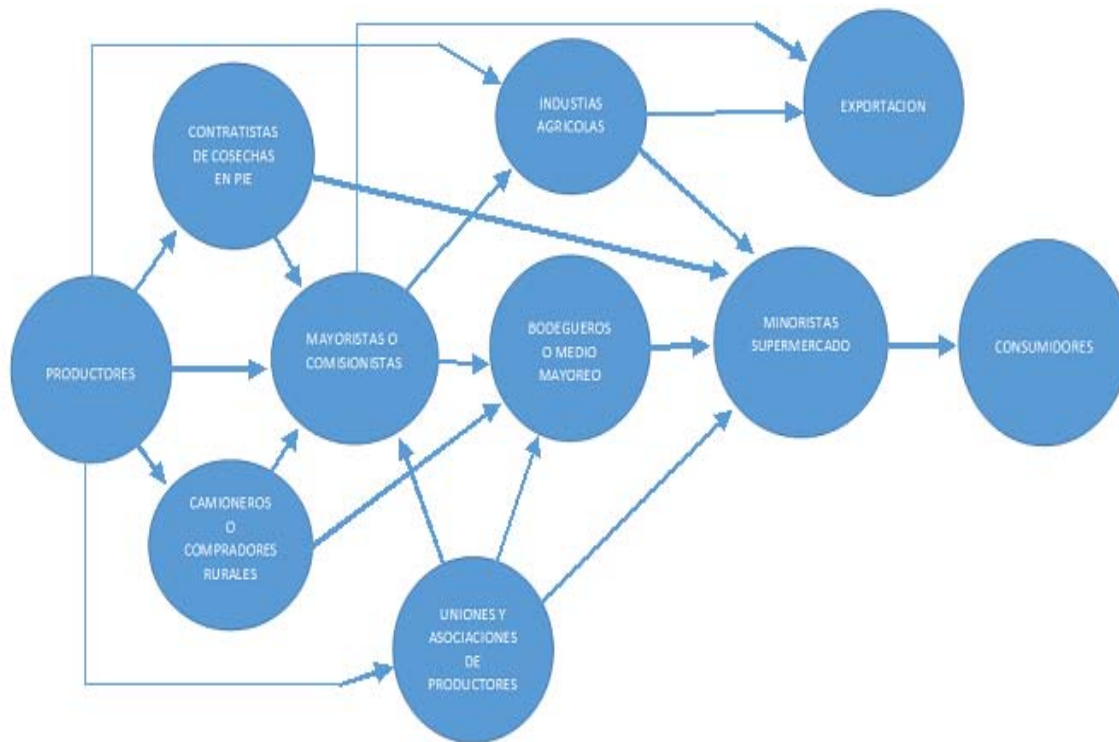 CONTRATISTAS
DE COSECHAS
EN PIE
INDUSTIAS
AGRICOLAS
EXPORTACION
PRODUCTORES
MAYORISTAS O
COMISIONISTAS
BODEGUEROS
O MEDIO
MAYOREO
MINORISTAS
SUPERMERCADO
CONSUMIDORES
CAMIONEROS
O
COMPRADORES
RURALES
UNIONES Y
ASOCIACIONES
DE
PRODUCTORES